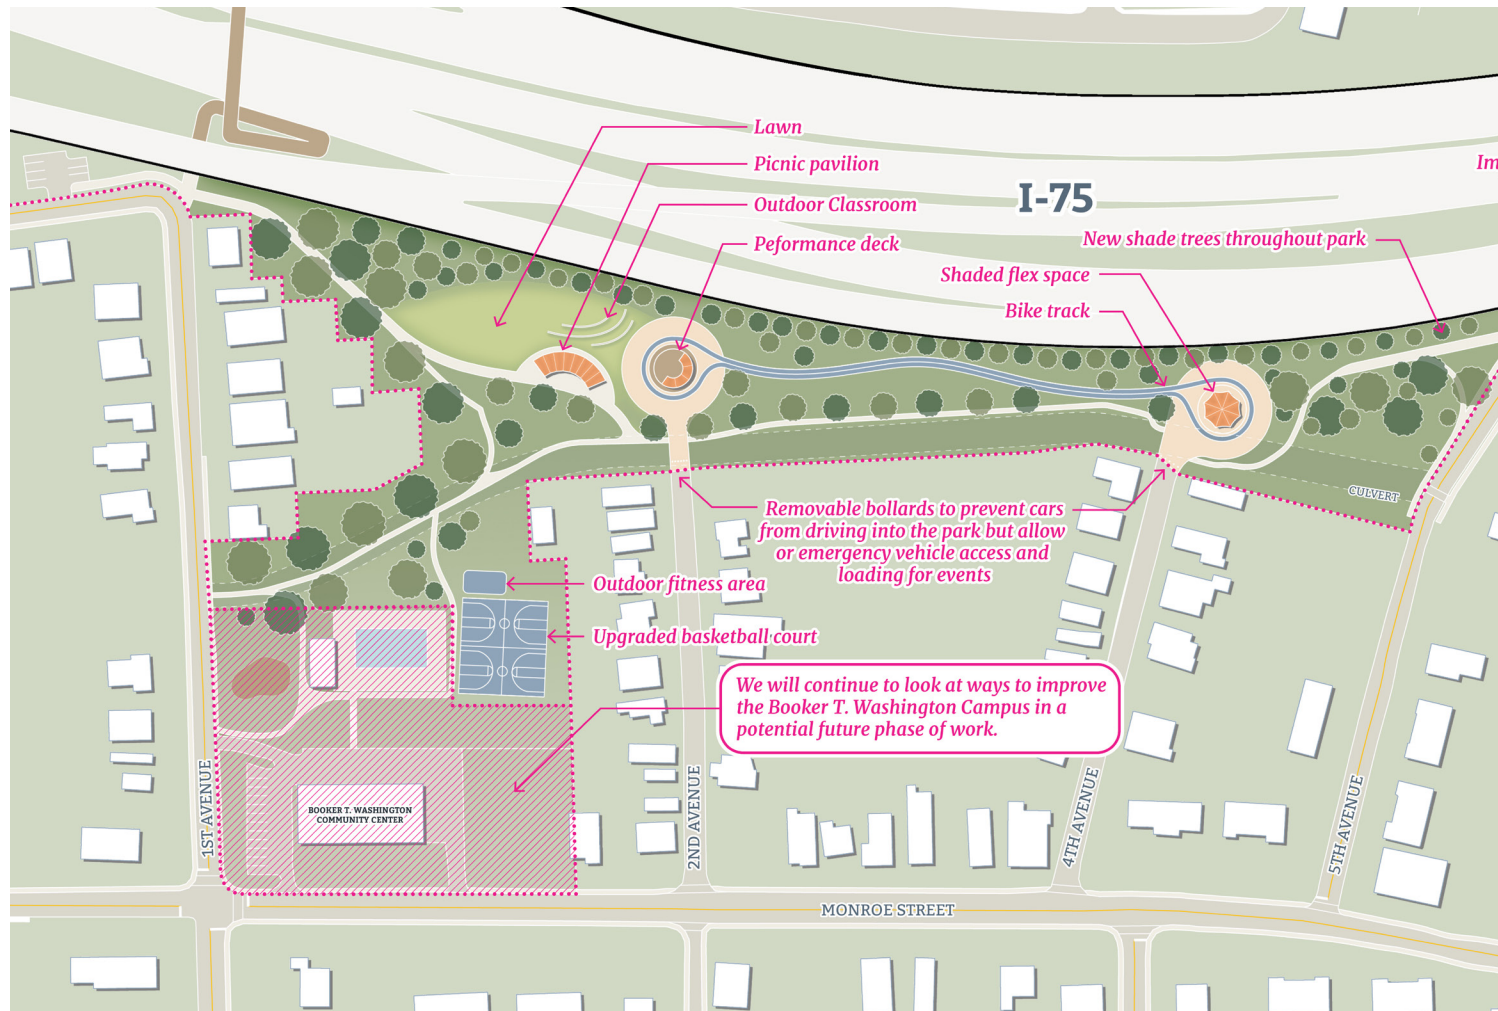 Lawn
Picnic pavilion
Im
I-75
Outdoor Classroom
Peformance deck
New shade trees throughout park
Shaded flex space
Bike track
CULVERT
Removable bollards to prevent cars
from driving into the park but allow
or emergency vehicle access and
loading for events
Outdoor fitness area
Upgraded basketball court
We will continue to look at ways to improve
the Booker T. Washington Campus in a
potential future phase of work.
BOOKER T. WASHINGTON
COMMUNITY CENTER
1ST AVENUE
2ND AVENUE
4TH AVENUE
5TH AVENUE
MONROE STREET